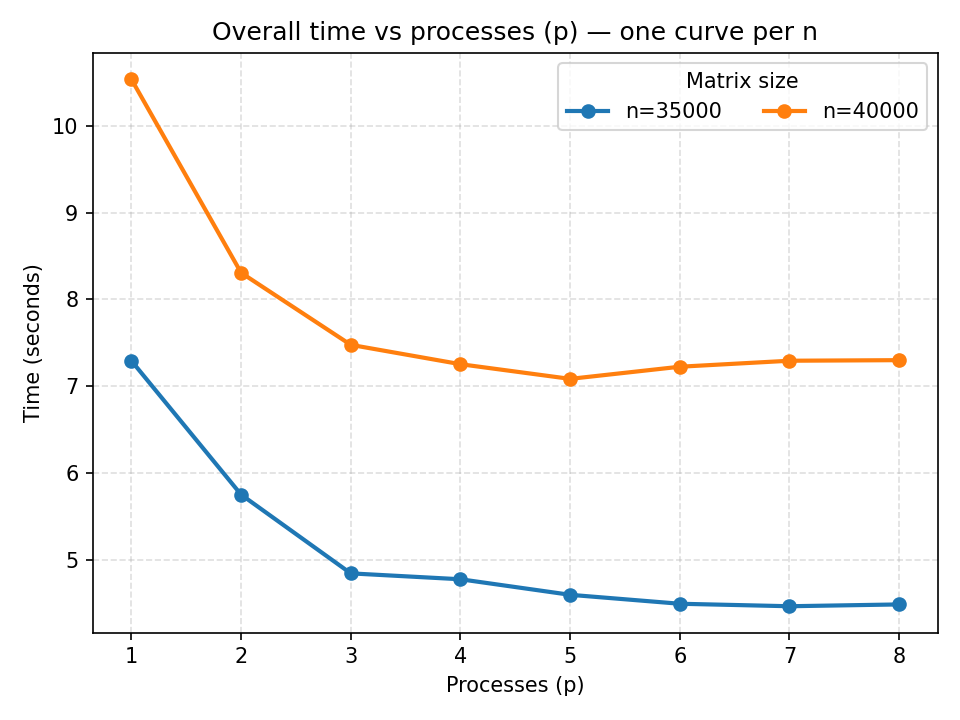 Overall time vs processes (p) — one curve per n
Matrix size
n=35000 n=40000
10
9
8
7
6
5
Time (seconds)
1 2 3 4 5 6 7 8
Processes (p)